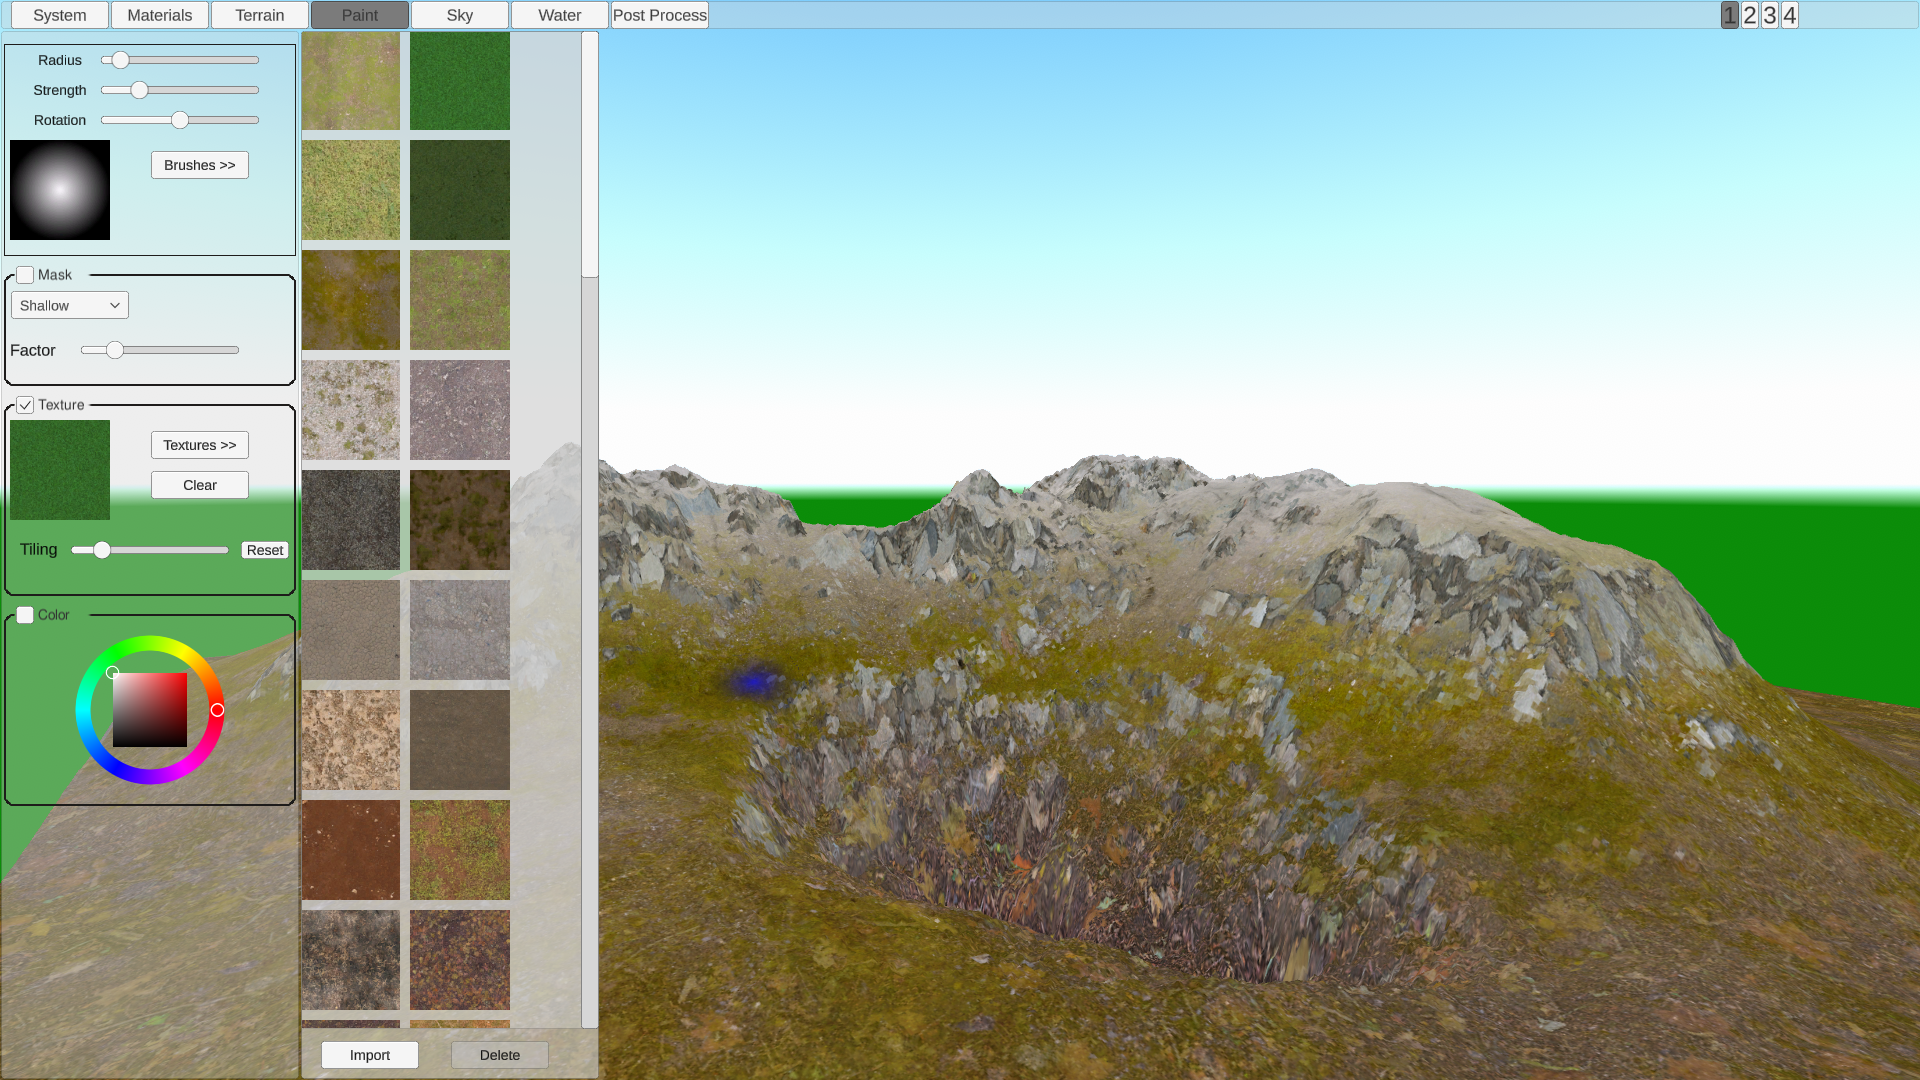 System Materials Terrain Paint Sky Water Post Process 1 2 3 4
Radius
Strength
Rotation
Brushes >>
Mask
Shallow
Factor
Texture
Textures >>
Clear
Tiling Reset
Color
Import Delete